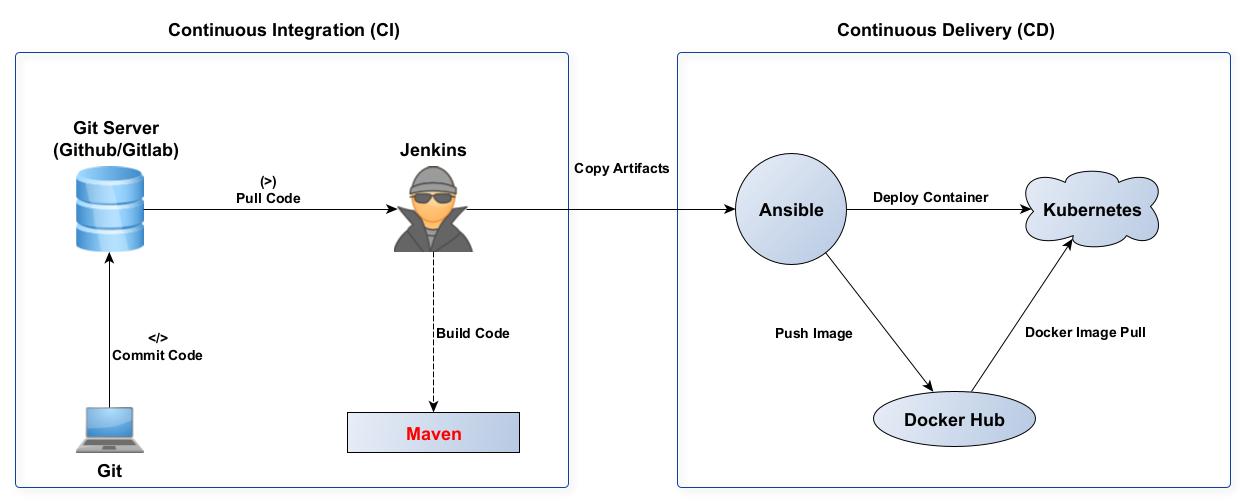 Continuous Integration (CI)
Continuous Delivery (CD)
Git Server
(Github/Gitlab)
Jenkins
(>)
Pull Code
Copy Artifacts
Ansible
Deploy Container
Kubernetes
</>
Commit Code
Build Code
Push Image
Docker Image Pull
Maven
Docker Hub
Git